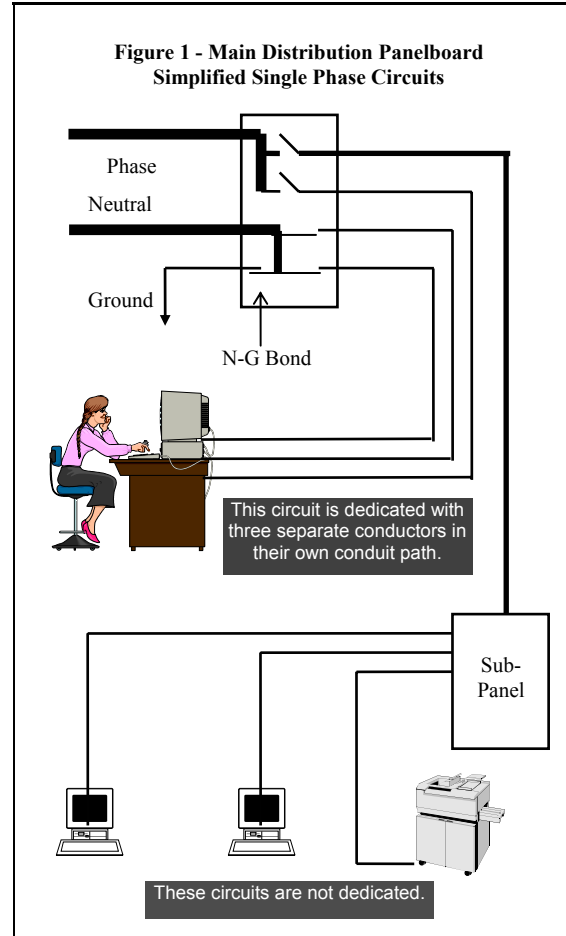 Figure 1 - Main Distribution Panelboard
Simplified Single Phase Circuits
Phase
Neutral
Ground
N-G Bond
This circuit is dedicated with
three separate conductors in
their own conduit path.
Sub-
Panel
These circuits are not dedicated.